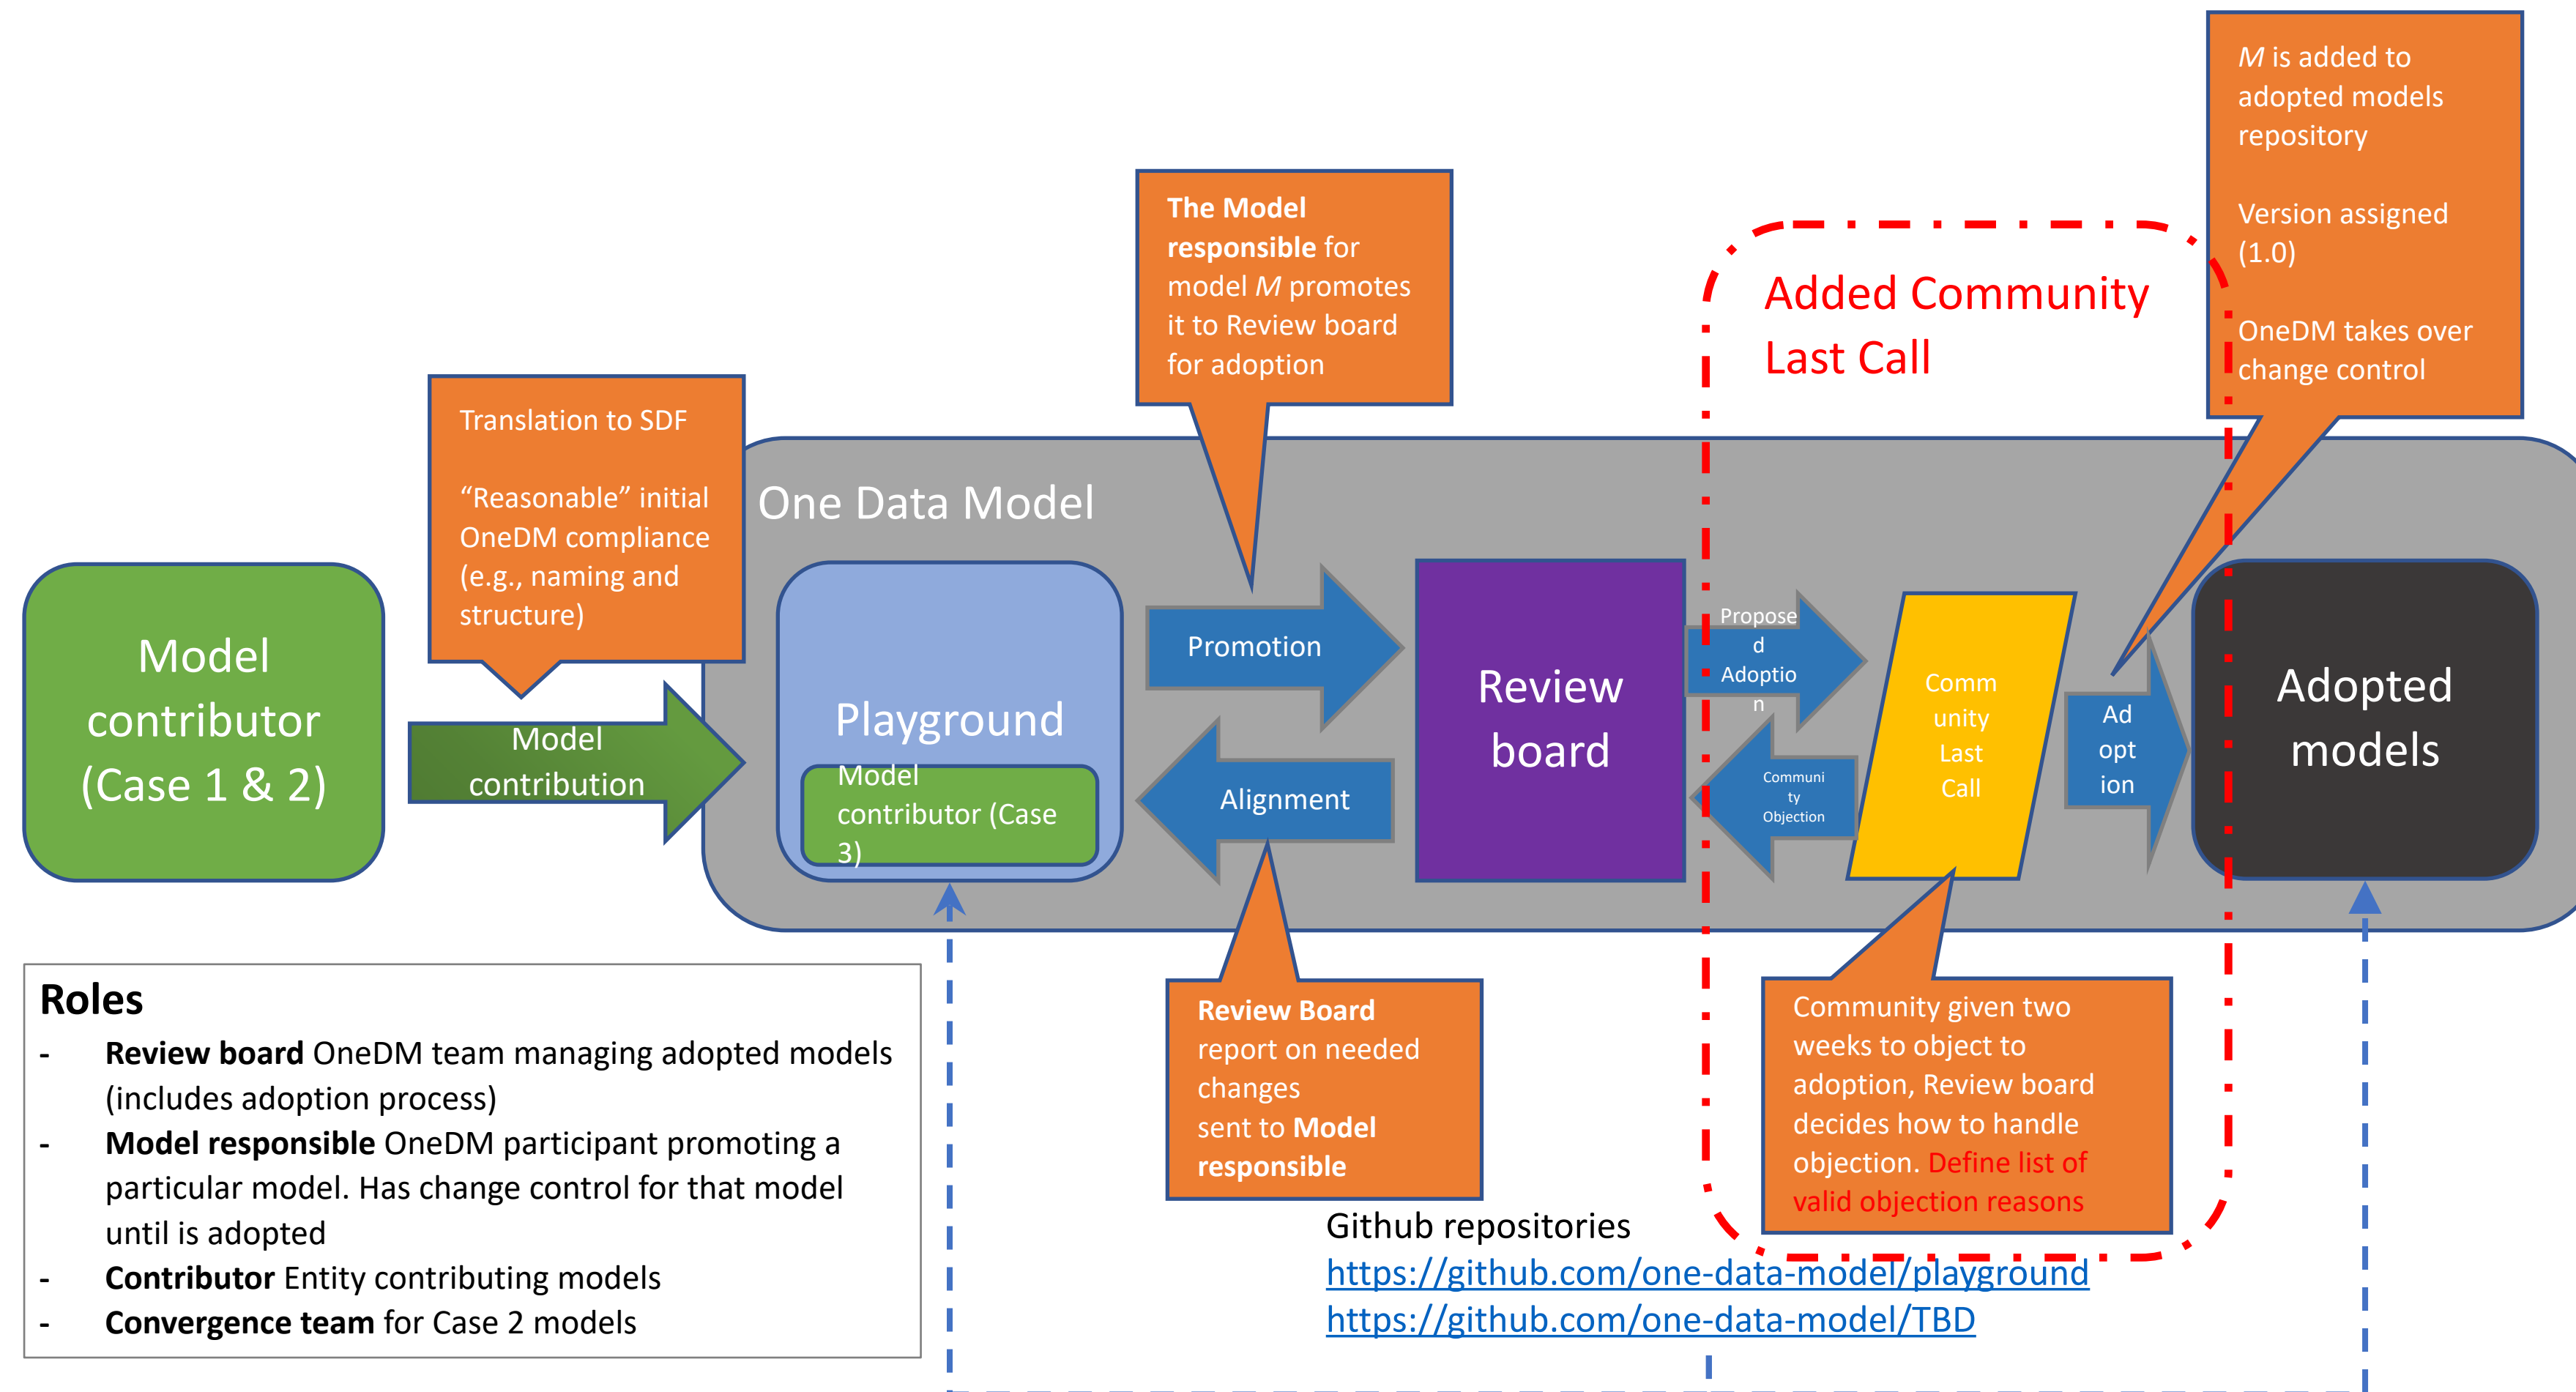 M is added to
adopted models
repository
Version assigned
(1.0)
OneDM takes over
change control
The Model
responsible for
model M promotes
it to Review board
for adoption
Added Community
Last Call
Translation to SDF
“Reasonable” initial
OneDM compliance
(e.g., naming and
structure)
One Data Model
Model
contributor
(Case 1 & 2)
Model
contribution
Playground
Model
contributor (Case
3)
Promotion
Alignment
Review
board
Propose
d
Adoptio
n
Communi
ty
Objection
Comm
unity
Last
Call
Ad
opt
ion
Adopted
models
Roles
- Review board OneDM team managing adopted models
(includes adoption process)
- Model responsible OneDM participant promoting a
particular model. Has change control for that model
until is adopted
- Contributor Entity contributing models
- Convergence team for Case 2 models
Review Board
report on needed
changes
sent to Model
responsible
Community given two
weeks to object to
adoption, Review board
decides how to handle
objection. Define list of
valid objection reasons
Github repositories
https://github.com/one-data-model/playground
https://github.com/one-data-model/TBD